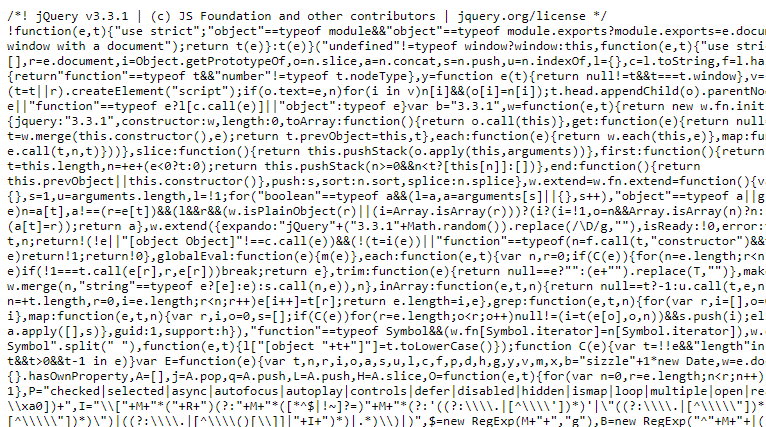 /*! jQuery v3.3.1 | (c) JS Foundation and other contributors | jquery.org/license */
!function(e,t){"use strict";"object"==typeof module&&"object"==typeof module.exports?module.exports=e.docu
window with a document");return t(e)}:t(e)}("undefined"!=typeof window?window:this,function(e,t){"use stri
[],r=e.document,i=Object.getPrototypeOf,o=n.slice,a=n.concat,s=n.push,u=n.indexOf,l={},c=l.toString,f=l.ha
{return"function"==typeof t&&"number"!=typeof t.nodeType},y=function e(t){return null!=t&&t===t.window},v=
(t=t||r).createElement("script");if(o.text=e,n)for(i in v)n[i]&&(o[i]=n[i]);t.head.appendChild(o).parentNo
e||"function"==typeof e?l[c.call(e)]||"object":typeof e}var b="3.3.1",w=function(e,t){return new w.fn.init
{jquery:"3.3.1",constructor:w,length:0,toArray:function(){return o.call(this)},get:function(e){return null
t=w.merge(this.constructor(),e);return t.prevObject=this,t},each:function(e){return w.each(this,e)},map:fu
e.call(t,n,t)}))},slice:function(){return this.pushStack(o.apply(this,arguments))},first:function(){return
t=this.length,n=+e+(e<0?t:0);return this.pushStack(n>=0&&n<t?[this[n]]:[])},end:function(){return
this.prevObject||this.constructor()},push:s,sort:n.sort,splice:n.splice},w.extend=w.fn.extend=function(){va
{},s=1,u=arguments.length,l=!1;for("boolean"==typeof a&&(l=a,a=arguments[s]||{},s++),"object"==typeof a||g
e)n=a[t],a!==(r=e[t])&&(l&&r&&(w.isPlainObject(r)||(i=Array.isArray(r)))?(i?(i=!1,o=n&&Array.isArray(n)?n:
(a[t]=r));return a},w.extend({expando:"jQuery"+("3.3.1"+Math.random()).replace(/\D/g,""),isReady:!0,error:
t,n;return!(!e||"[object Object]"!==c.call(e))&&(!(t=i(e))||"function"==typeof(n=f.call(t,"constructor")&&
e)return!1;return!0},globalEval:function(e){m(e)},each:function(e,t){var n,r=0;if(C(e)){for(n=e.length;r<n
e)if(!1===t.call(e[r],r,e[r]))break;return e},trim:function(e){return null==e?"":(e+"").replace(T,"")},mak
w.merge(n,"string"==typeof e?[e]:e):s.call(n,e)),n},inArray:function(e,t,n){return null==t?-1:u.call(t,e,n
n=+t.length,r=0,i=e.length;r<n;r++)e[i++]=t[r];return e.length=i,e},grep:function(e,t,n){for(var r,i=[],o=
i},map:function(e,t,n){var r,i,o=0,s=[];if(C(e))for(r=e.length;o<r;o++)null!=(i=t(e[o],o,n))&&s.push(i);el
a.apply([],s)},guid:1,support:h}),"function"==typeof Symbol&&(w.fn[Symbol.iterator]=n[Symbol.iterator]),w.
Symbol".split(" "),function(e,t){l["[object "+t+"]"]=t.toLowerCase()});function C(e){var t=!!e&&"length"in
t&&t>0&&t-1 in e)}var E=function(e){var t,n,r,i,o,a,s,u,l,c,f,p,d,h,g,y,v,m,x,b="sizzle"+1*new Date,w=e.do
{}.hasOwnProperty,A=[],j=A.pop,q=A.push,L=A.push,H=A.slice,O=function(e,t){for(var n=0,r=e.length;n<r;n++)
1},P="checked|selected|async|autofocus|autoplay|controls|defer|disabled|hidden|ismap|loop|multiple|open|re
\\xa0])+",I="\\["+M+"*("+R+")(?:"+M+"*([*^$|!~]?=)"+M+"*(?:'((?:\\\\.|[^\\\\'])*)'|\"((?:\\\\.|[^\\\\\"])*
[^\\\\\"])*)\")|((?:\\\\.|[^\\\\()[\\]]|"+I+")*)|.*)\\)|)",$=new RegExp(M+"+","g"),B=new RegExp("^"+M+"+|(